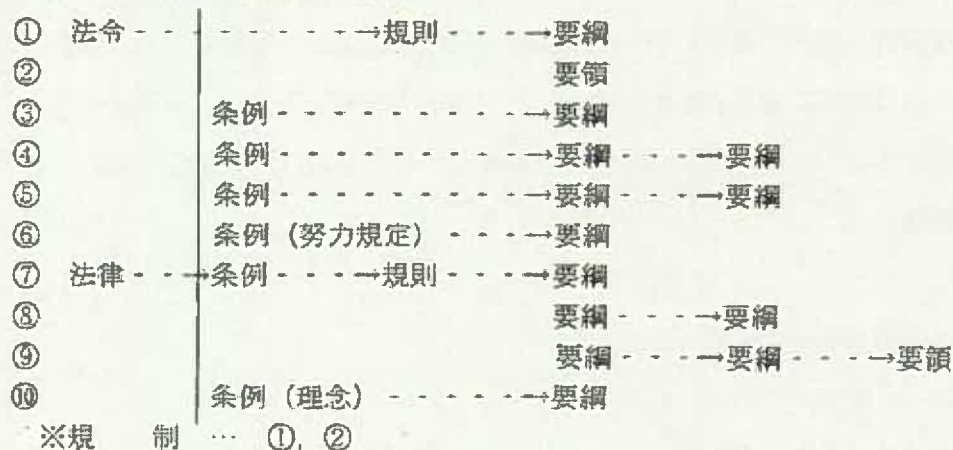 ① 法令 - - - - - - - - - →規則 - - - →要綱
② 要領
③ 条例 - - - - - - - - - →要綱
④ 条例 - - - - - - - - - →要綱 - - - →要綱
⑤ 条例 - - - - - - - - - →要綱 - - - →要綱
⑥ 条例（努力規定） - - - →要綱
⑦ 法律 - - →条例 - - - →規則 - - - →要綱
⑧ 要綱 - - - →要綱
⑨ 要綱 - - - →要綱 - - - →要領
⑩ 条例（理念） - - - - - →要綱
※規 制 … ①，②